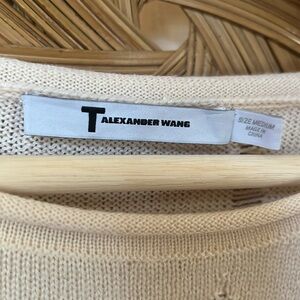 T ALEXANDER WANG
SIZE MEDIUM
MADE IN
CHINA